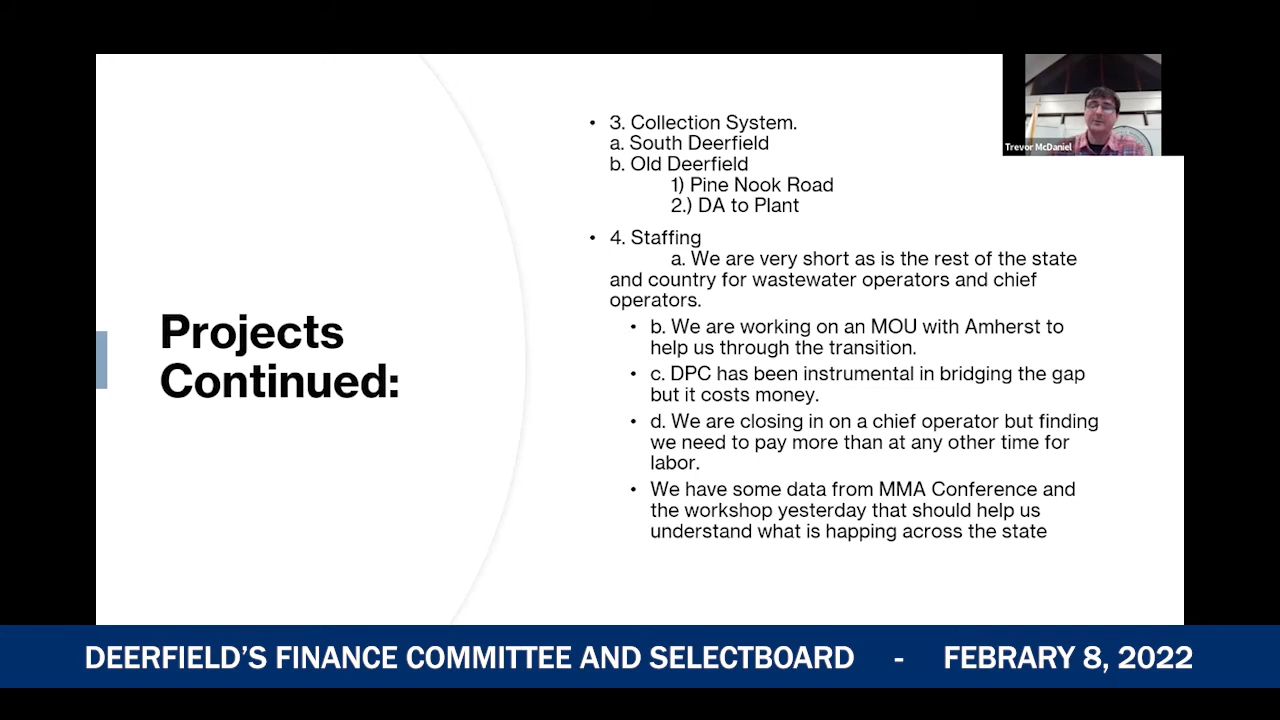 Projects
Continued:
• 3. Collection System.
a. South Deerfield
b. Old Deerfield
1) Pine Nook Road
2.) DA to Plant
• 4. Staffing
a. We are very short as is the rest of the state
and country for wastewater operators and chief
operators.
• b. We are working on an MOU with Amherst to
help us through the transition.
• c. DPC has been instrumental in bridging the gap
but it costs money.
• d. We are closing in on a chief operator but finding
we need to pay more than at any other time for
labor.
• We have some data from MMA Conference and
the workshop yesterday that should help us
understand what is happing across the state
Trevor McDaniel
DEERFIELD'S FINANCE COMMITTEE AND SELECTBOARD - FEBRARY 8, 2022